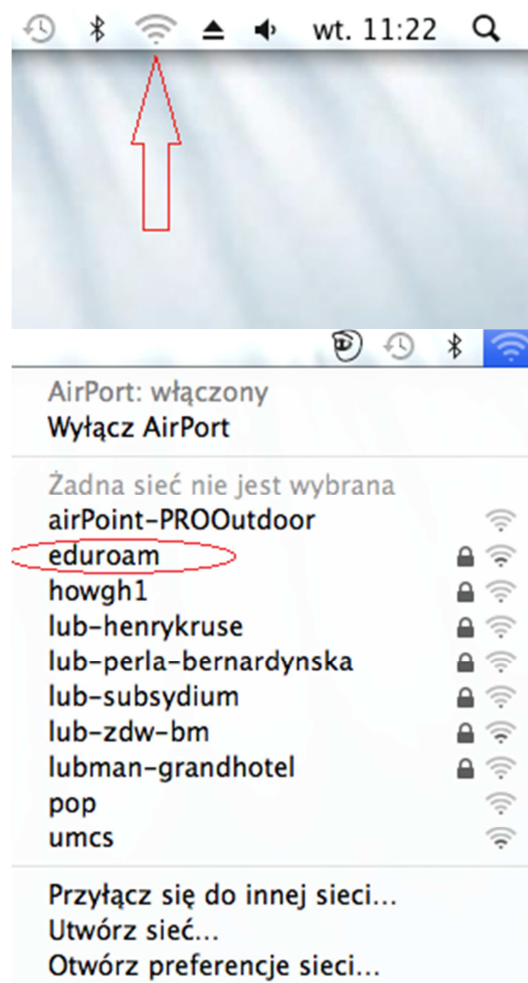 wt. 11:22
AirPort: włączony
Wyłącz AirPort
Żadna sieć nie jest wybrana
airPoint-PROOutdoor
eduroam
howgh1
lub-henrykruse
lub-perla-bernardynska
lub-subsydium
lub-zdw-bm
lubman-grandhotel
pop
umcs
Przyłącz się do innej sieci...
Utwórz sieć...
Otwórz preferencje sieci...